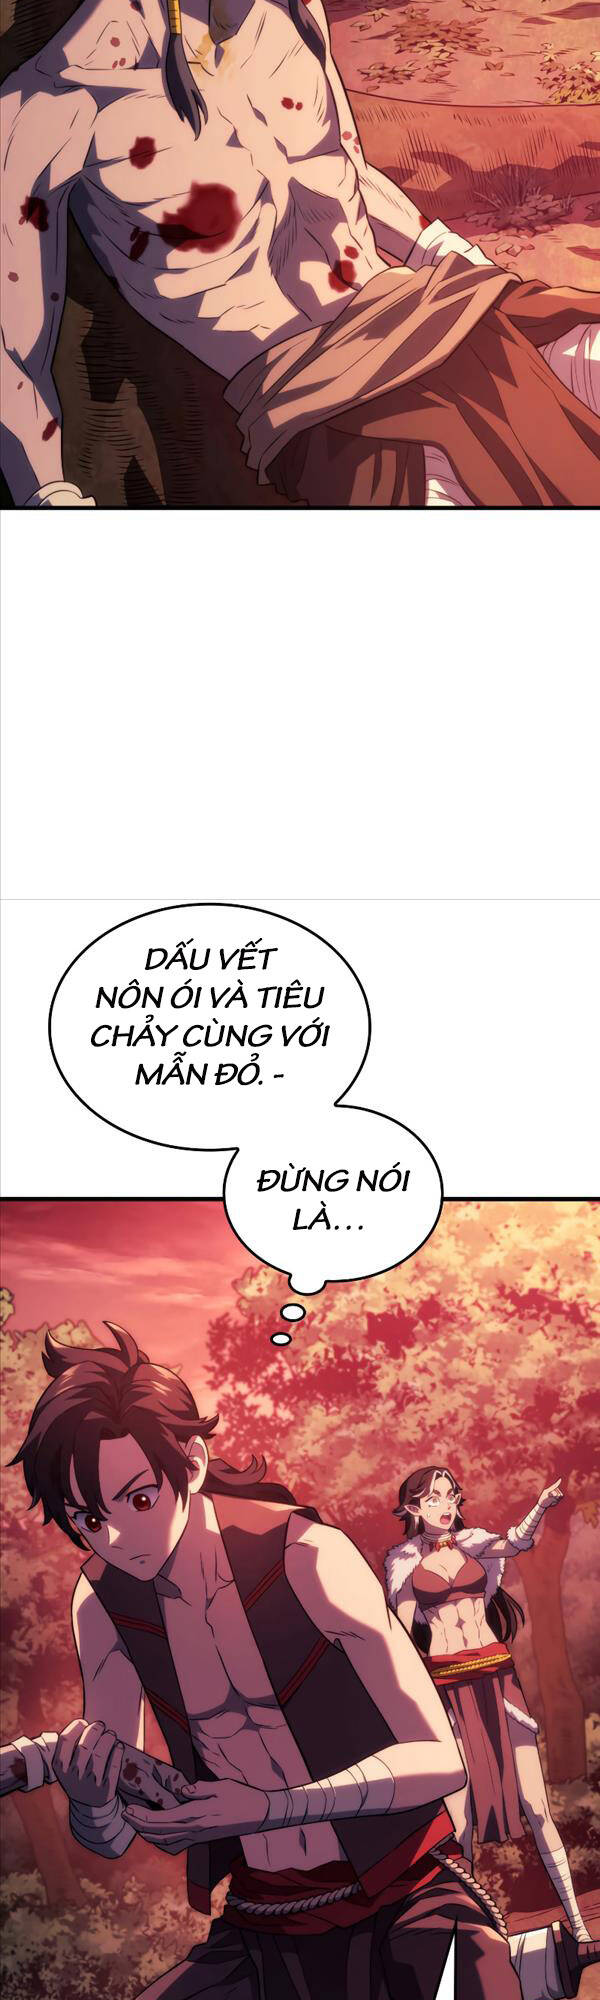 DẤU VẾT
NÔN ÓI VÀ TIÊU
CHẢY CÙNG VỚI
MẪN ĐỎ. -
ĐỪNG NÓI
LÀ...